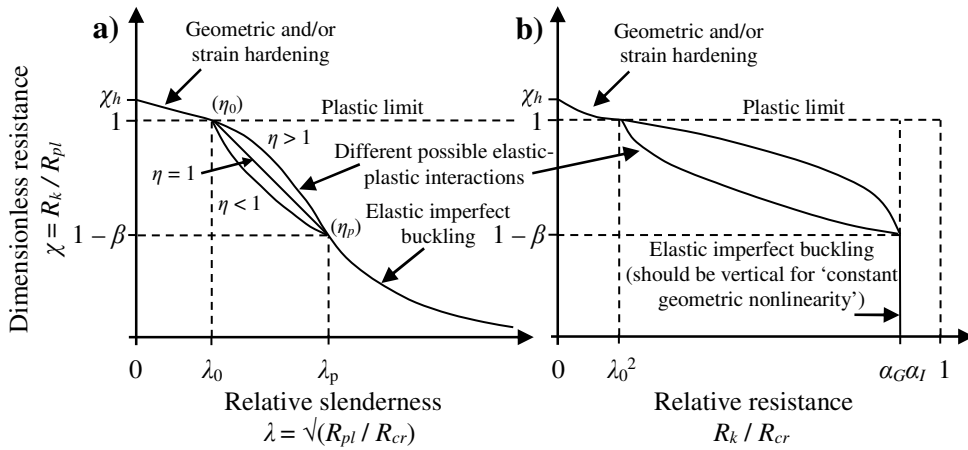 a)
Geometric and/or
strain hardening
Dimensionless resistance
χ = Rₖ / Rₚₗ
χₕ
1
1 – β
(η₀)
Plastic limit
η > 1
η = 1
η < 1
Different possible elastic-
plastic interactions
(ηₚ)
Elastic imperfect
buckling
0
λ₀
λₚ
Relative slenderness
λ = √(Rₚₗ / R_cr)
b)
Geometric and/or
strain hardening
χₕ
1
1 – β
Plastic limit
Elastic imperfect buckling
(should be vertical for ‘constant
geometric nonlinearity’)
0
λ₀²
α_Gα_I
1
Relative resistance
Rₖ / R_cr